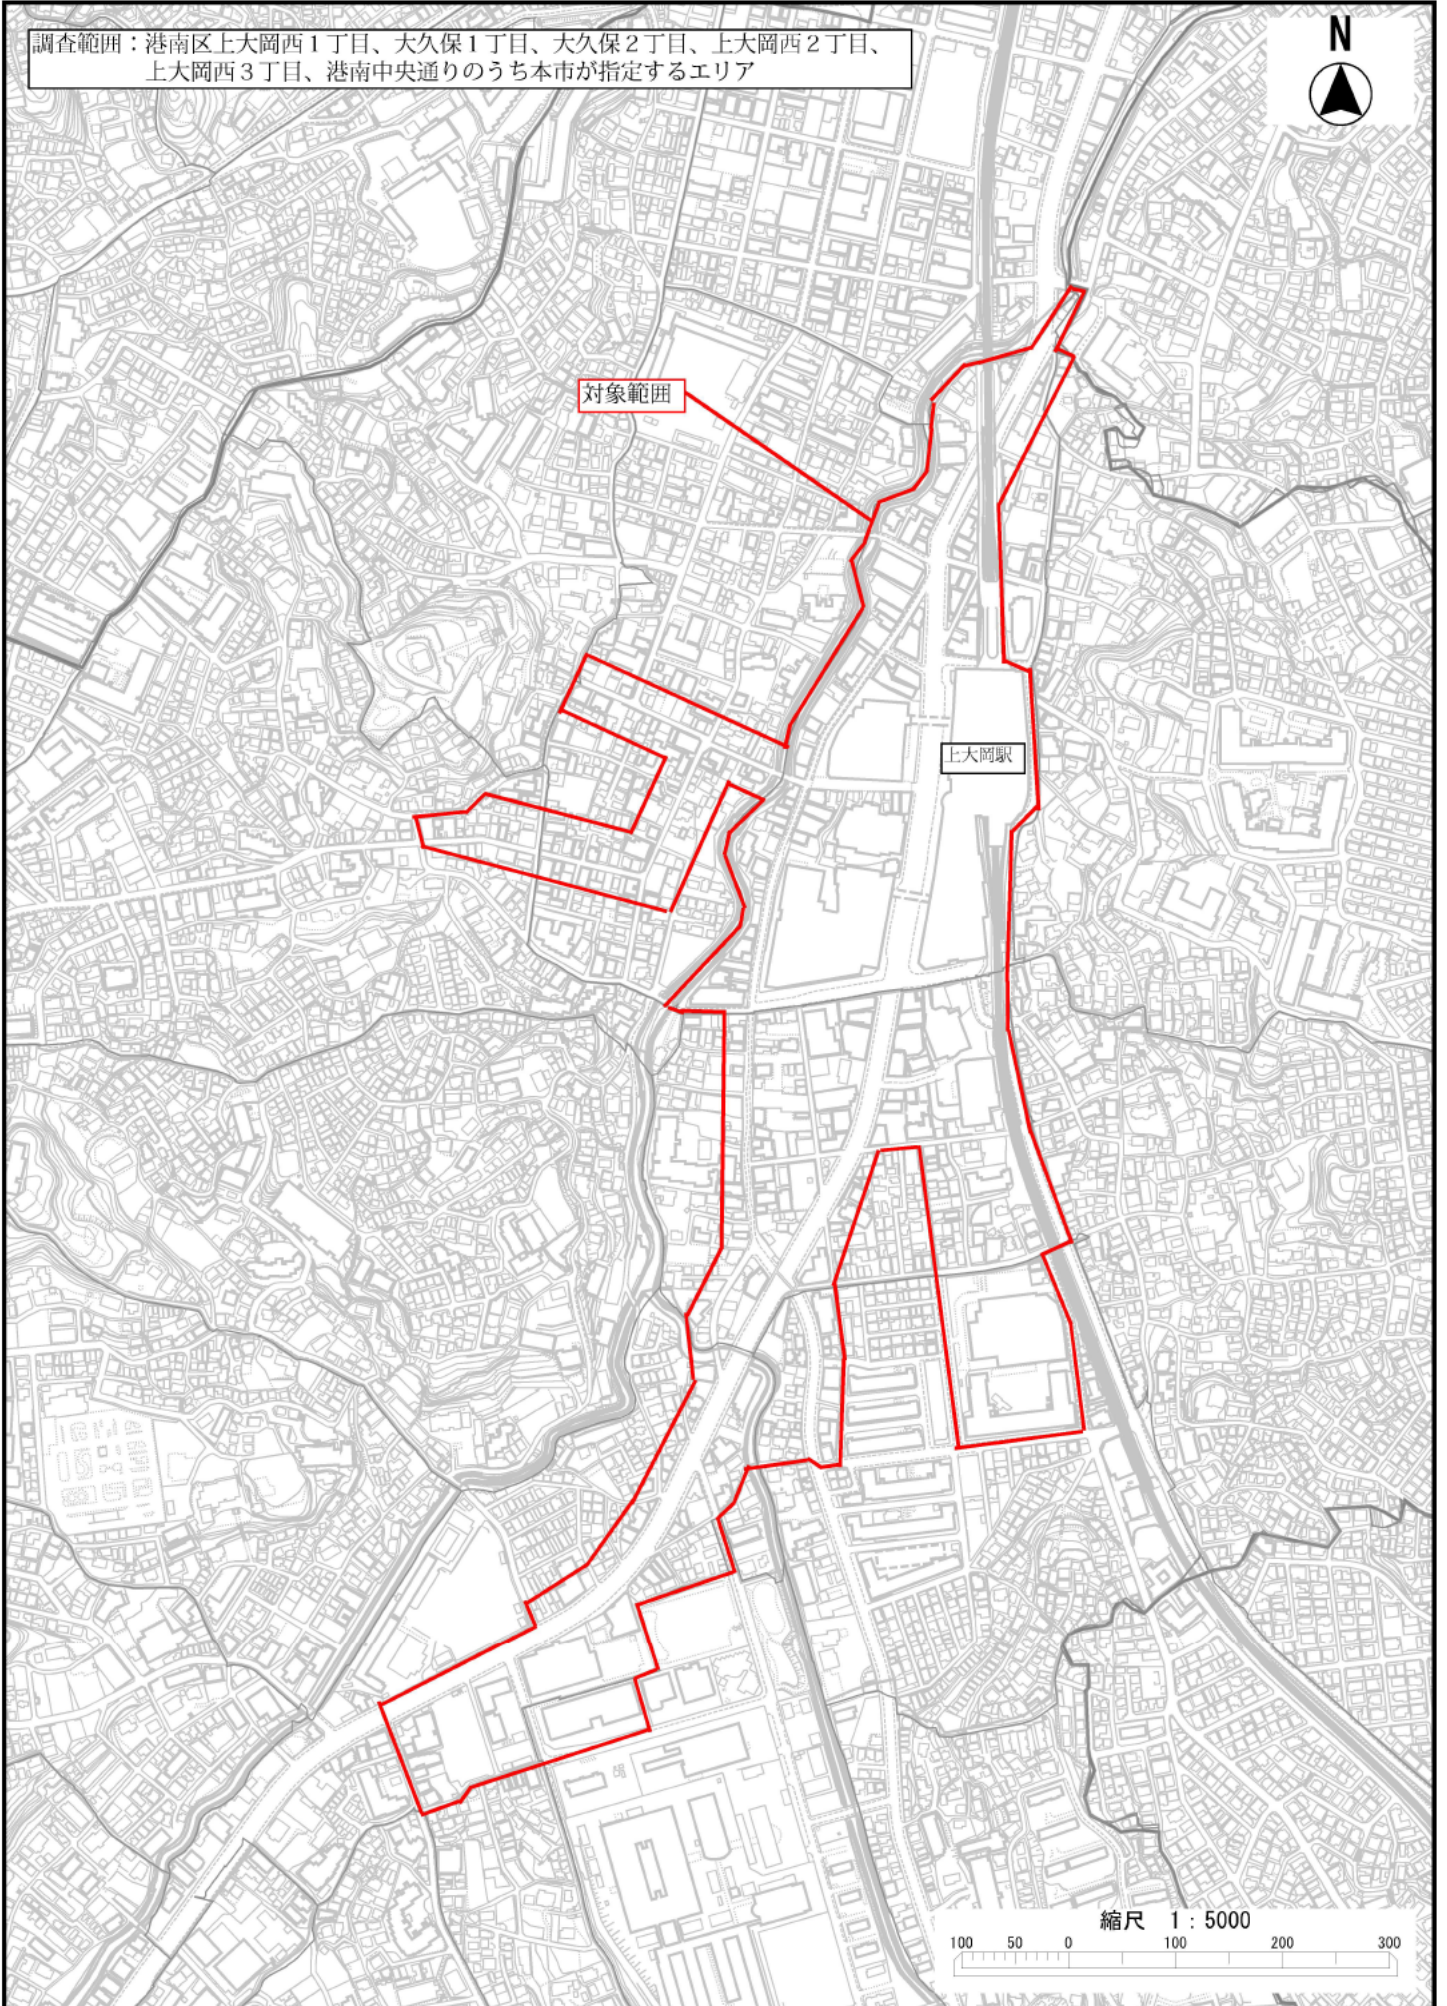 調査範囲：港南区上大岡西１丁目、大久保１丁目、大久保２丁目、上大岡西２丁目、
上大岡西３丁目、港南中央通りのうち本市が指定するエリア
N
対象範囲
上大岡駅
縮尺 1：5000
100 50 0 100 200 300